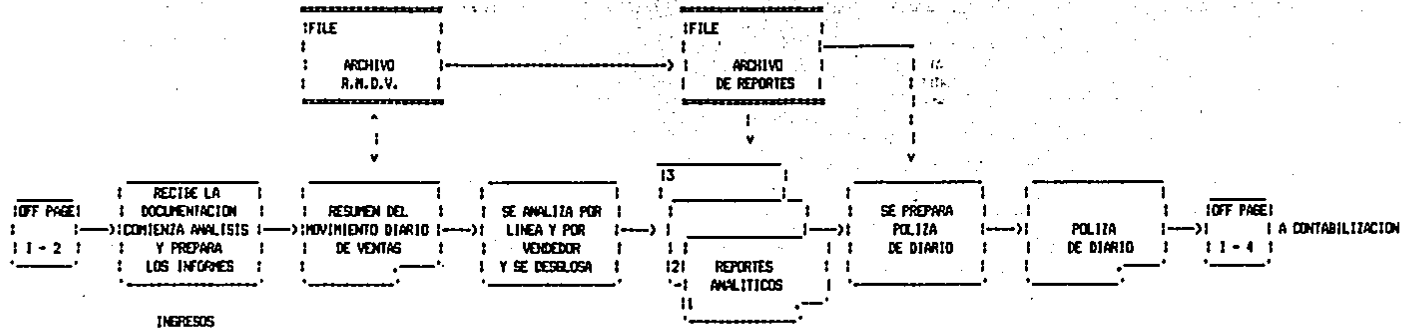 FILE
ARCHIVO
R.M.D.V.
FILE
ARCHIVO
DE REPORTES
OFF PAGE
I - 2
RECIBE LA
DOCUMENTACION
COMIENZA ANALISIS
Y PREPARA
LOS INFORMES
RESUMEN DEL
MOVIMIENTO DIARIO
DE VENTAS
SE ANALIZA POR
LINEA Y POR
VENDEDOR
Y SE DESGLOSA
3
2
REPORTES
ANALITICOS
1
SE PREPARA
POLIZA
DE DIARIO
POLIZA
DE DIARIO
OFF PAGE
I - 4
A CONTABILIZACION
INGRESOS